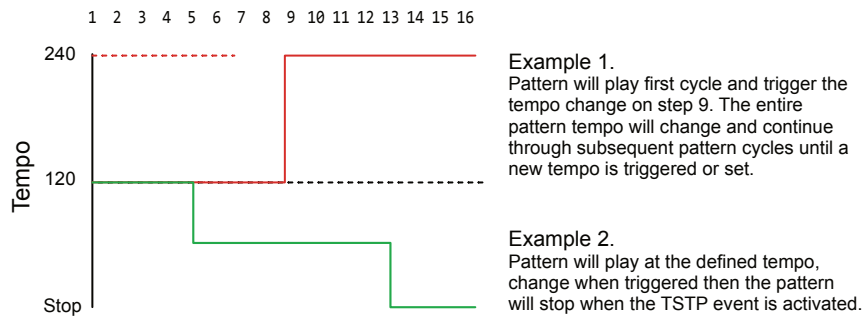 1 2 3 4 5 6 7 8 9 10 11 12 13 14 15 16
240
120
Stop
Tempo
Example 1.
Pattern will play first cycle and trigger the
tempo change on step 9. The entire
pattern tempo will change and continue
through subsequent pattern cycles until a
new tempo is triggered or set.
Example 2.
Pattern will play at the defined tempo,
change when triggered then the pattern
will stop when the TSTP event is activated.